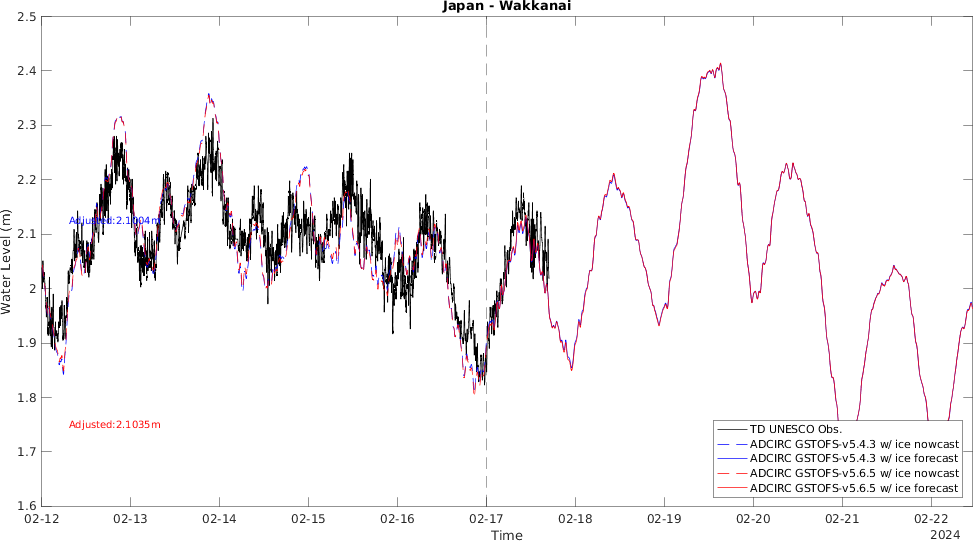 Japan - Wakkanai
2.5
2.4
2.3
2.2
2.1
2
1.9
1.8
1.7
1.6
Water Level (m)
Adjusted:2.1004m
Adjusted:2.1035m
TD UNESCO Obs.
ADCIRC GSTOFS-v5.4.3 w/ ice nowcast
ADCIRC GSTOFS-v5.4.3 w/ ice forecast
ADCIRC GSTOFS-v5.6.5 w/ ice nowcast
ADCIRC GSTOFS-v5.6.5 w/ ice forecast
02-12 02-13 02-14 02-15 02-16 02-17 02-18 02-19 02-20 02-21 02-22
Time
2024